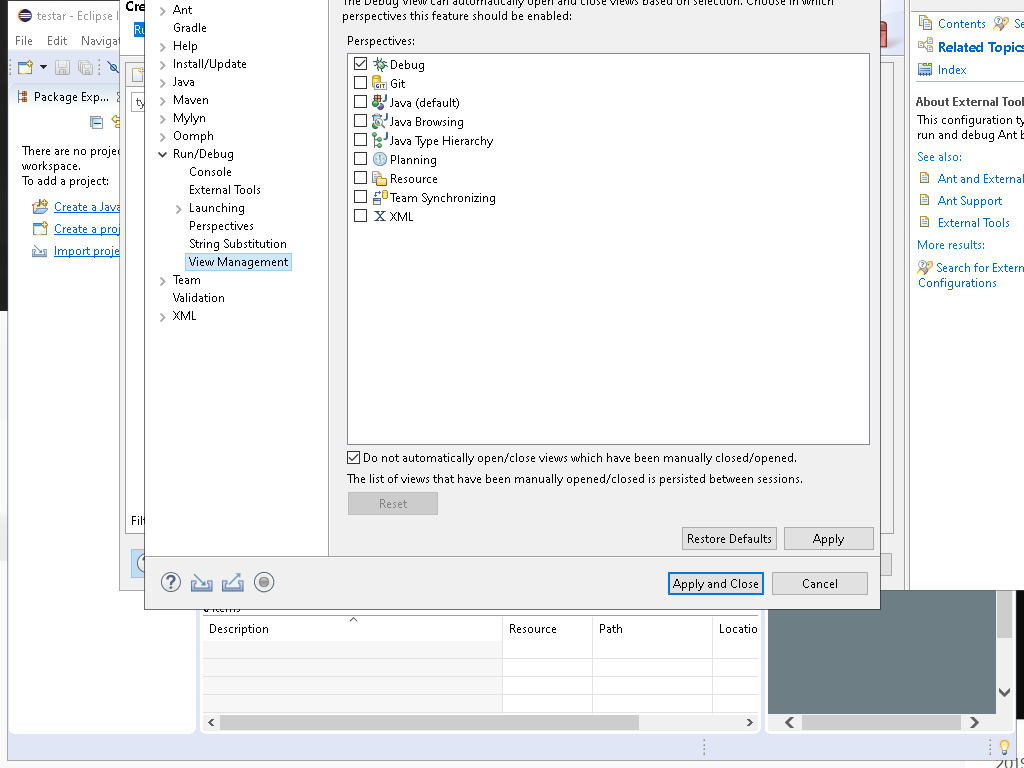 testar - Eclipse I
File Edit Navigat
Package Exp...
There are no proje
workspace.
To add a project:
Create a Java
Create a proj
Import proje
Cre
Ru
ty
Filt
Ant
Gradle
Help
Install/Update
Java
Maven
Mylyn
Oomph
Run/Debug
Console
External Tools
Launching
Perspectives
String Substitution
View Management
Team
Validation
XML
The Debug View can automatically open and close views based on selection. Choose in which
perspectives this feature should be enabled:
Perspectives:
Debug
Git
Java (default)
Java Browsing
Java Type Hierarchy
Planning
Resource
Team Synchronizing
XML
Do not automatically open/close views which have been manually closed/opened.
The list of views that have been manually opened/closed is persisted between sessions.
Reset
Restore Defaults Apply
Apply and Close Cancel
Contents Se
Related Topics
Index
About External Tool
This configuration ty
run and debug Ant b
See also:
Ant and External
Ant Support
External Tools
More results:
Search for Extern
Configurations
items
Description Resource Path Locatio
2019